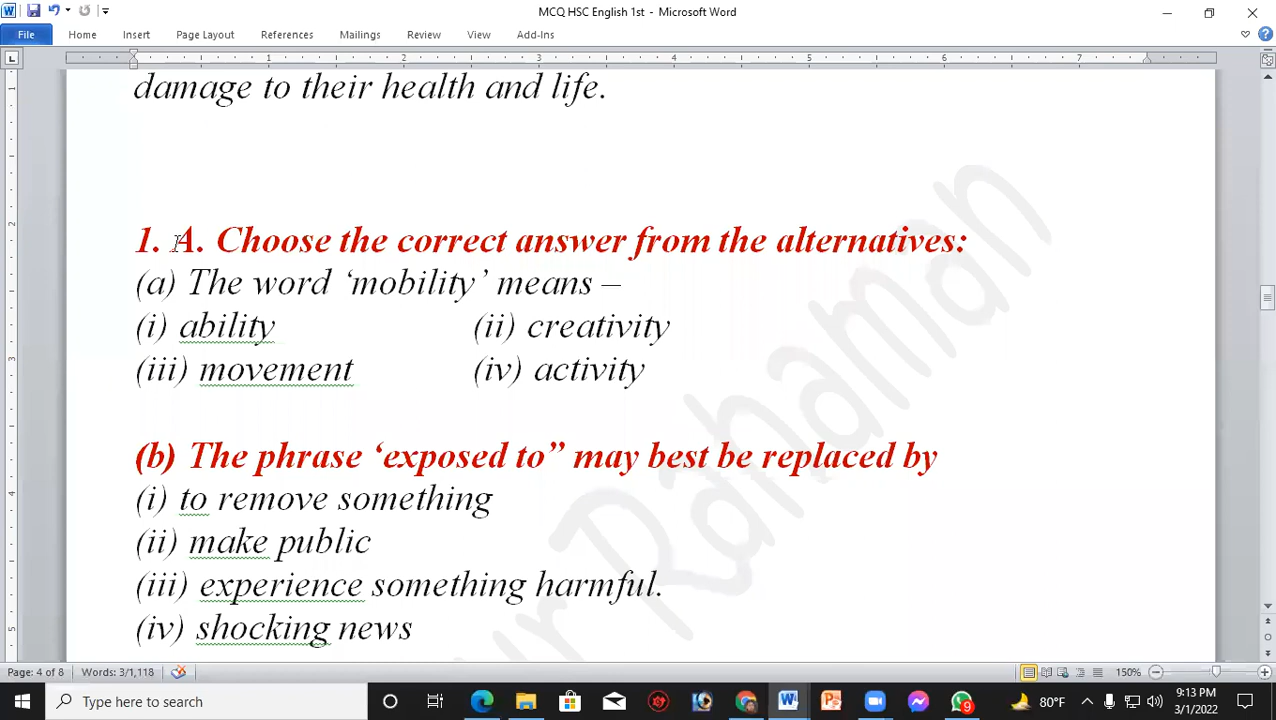 MCQ HSC English 1st - Microsoft Word
File Home Insert Page Layout References Mailings Review View Add-Ins
damage to their health and life.
1. A. Choose the correct answer from the alternatives:
(a) The word ‘mobility’ means –
(i) ability (ii) creativity
(iii) movement (iv) activity
(b) The phrase ‘exposed to” may best be replaced by
(i) to remove something
(ii) make public
(iii) experience something harmful.
(iv) shocking news
ur Rahaman
Page: 4 of 8 Words: 3/1,118 150%
Type here to search 9 80°F 9:13 PM
3/1/2022